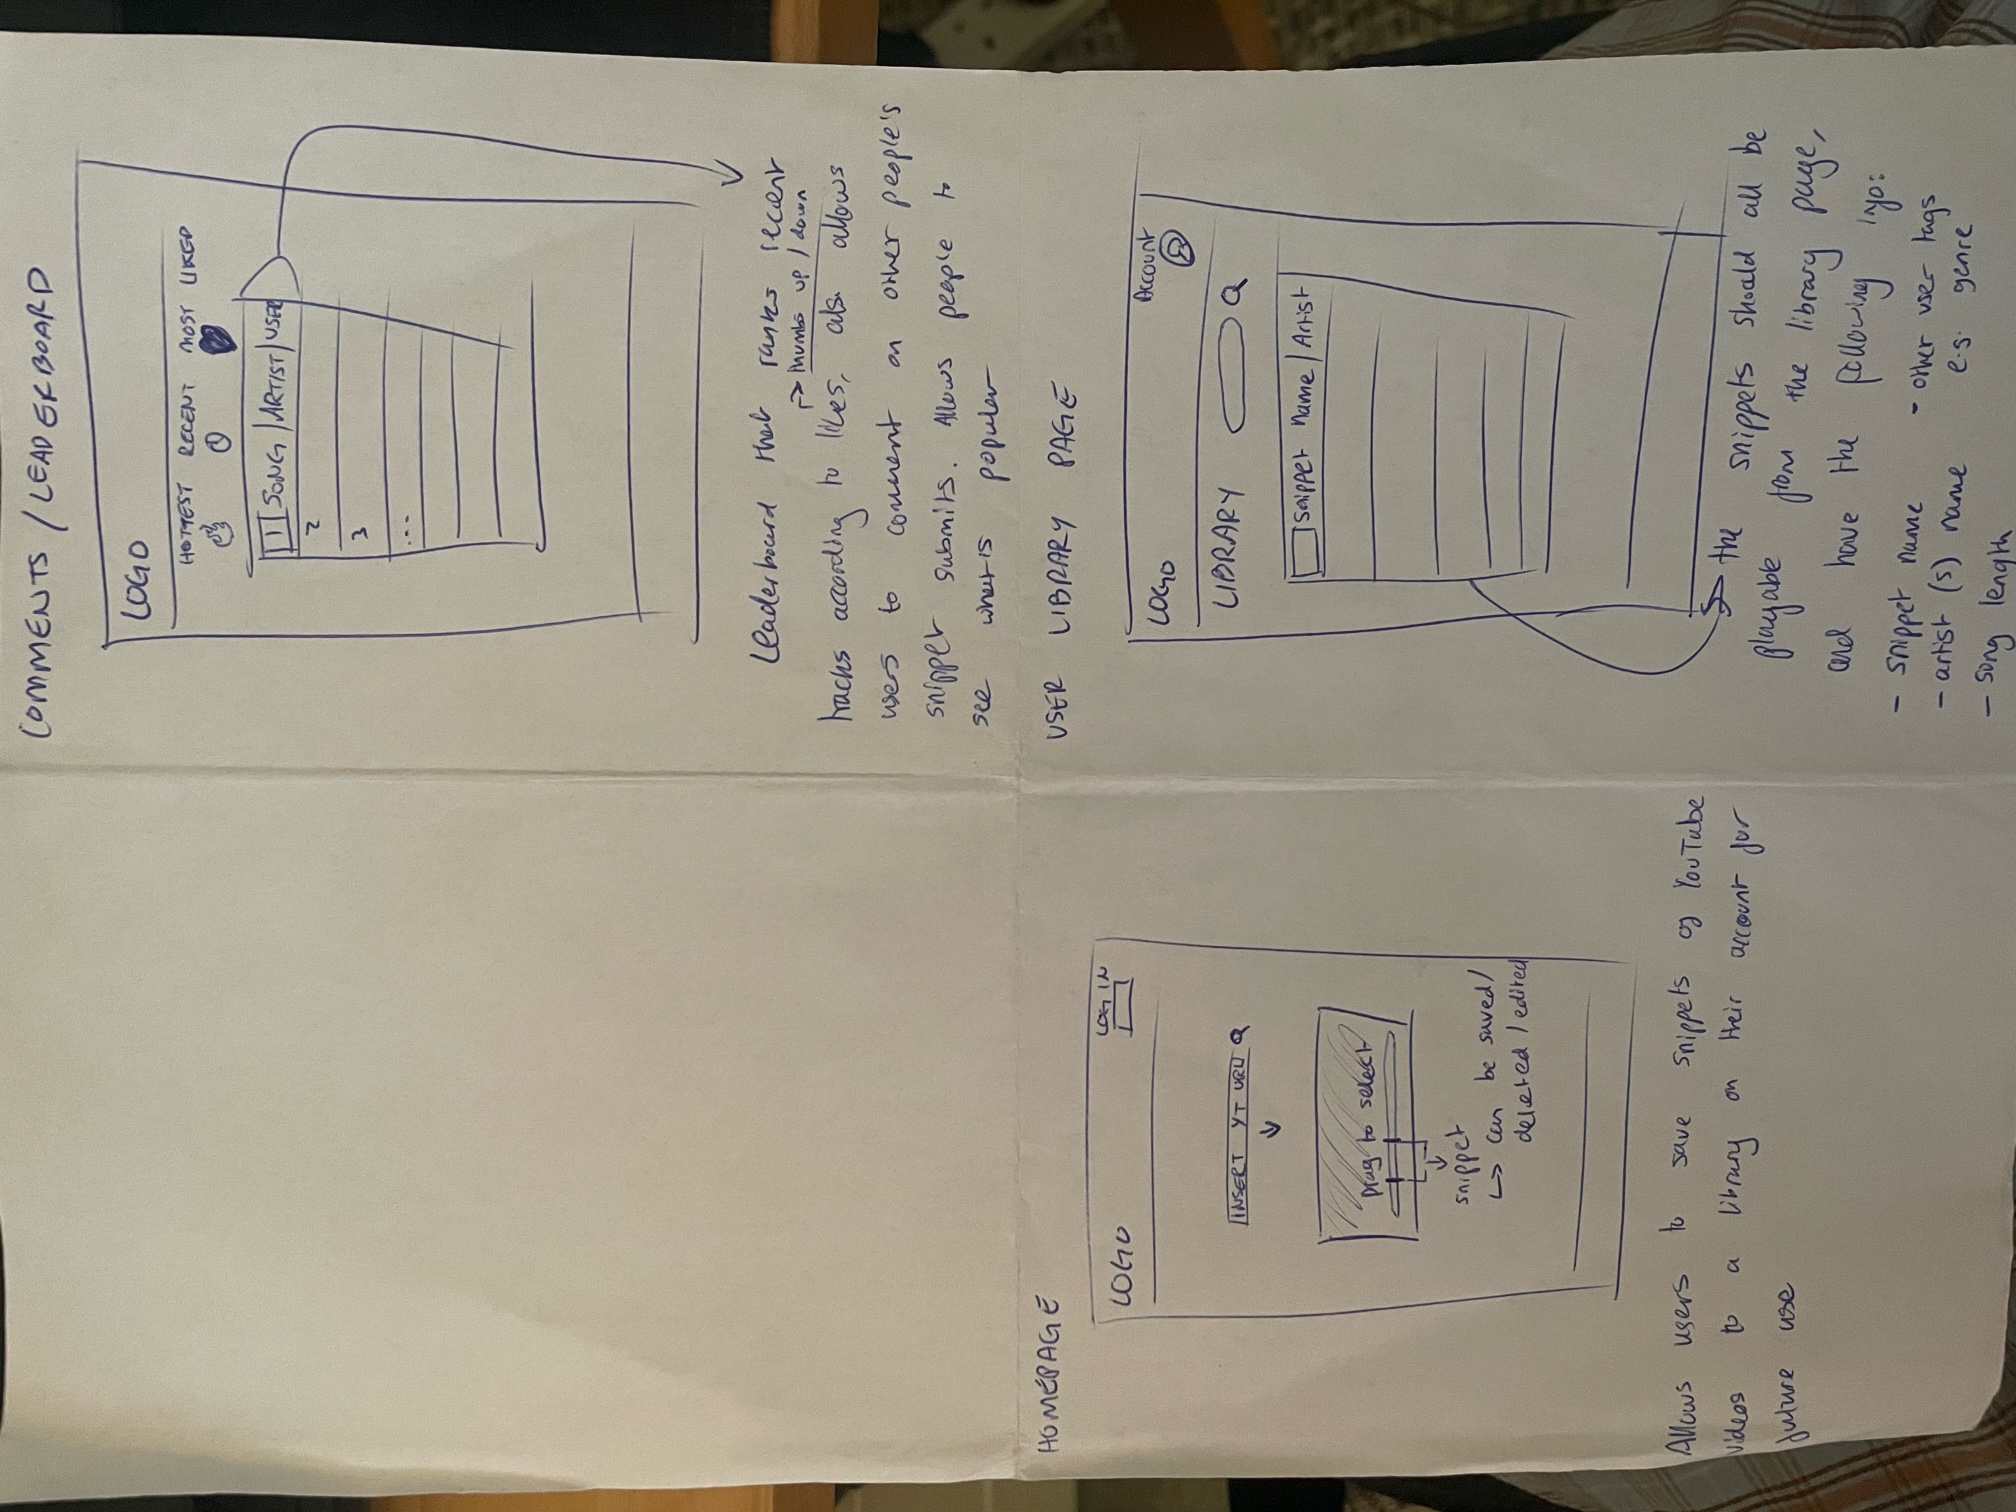 COMMENTS / LEADERBOARD
LOGO
HOTTEST RECENT MOST LIKED
1 SONG / ARTIST / USER
2
3
...
Leaderboard that ranks recent
→ thumbs up / down
tracks according to likes, als. allows
users to comment on other people's
snippet submits. Allows people to
see what is popular
HOMEPAGE
LOGO
LOG IN
INSERT YT URL
Drag to select
snippet
↳ can be saved/
deleted / edited
Allows users to save snippets of YouTube
videos to a library on their account for
future use
USER LIBRARY PAGE
LOGO
Account
LIBRARY
Snippet name | Artist
the snippets should all be
playable from the library page,
and have the following info:
- snippet name
- artist (s) name
- song length
- other user tags
e.g. genre